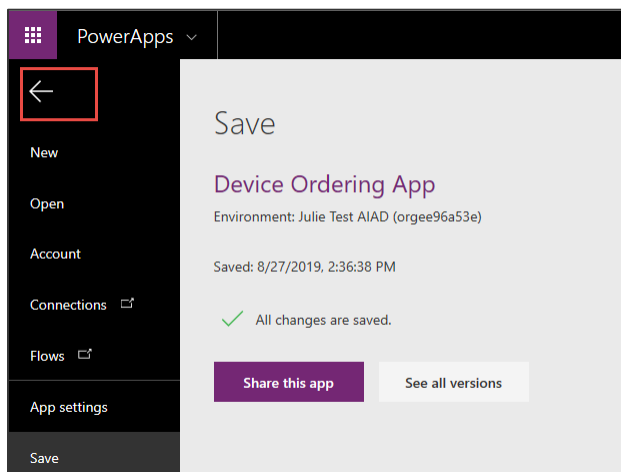 PowerApps
New
Open
Account
Connections
Flows
App settings
Save
Save
Device Ordering App
Environment: Julie Test AIAD (orgee96a53e)
Saved: 8/27/2019, 2:36:38 PM
All changes are saved.
Share this app
See all versions